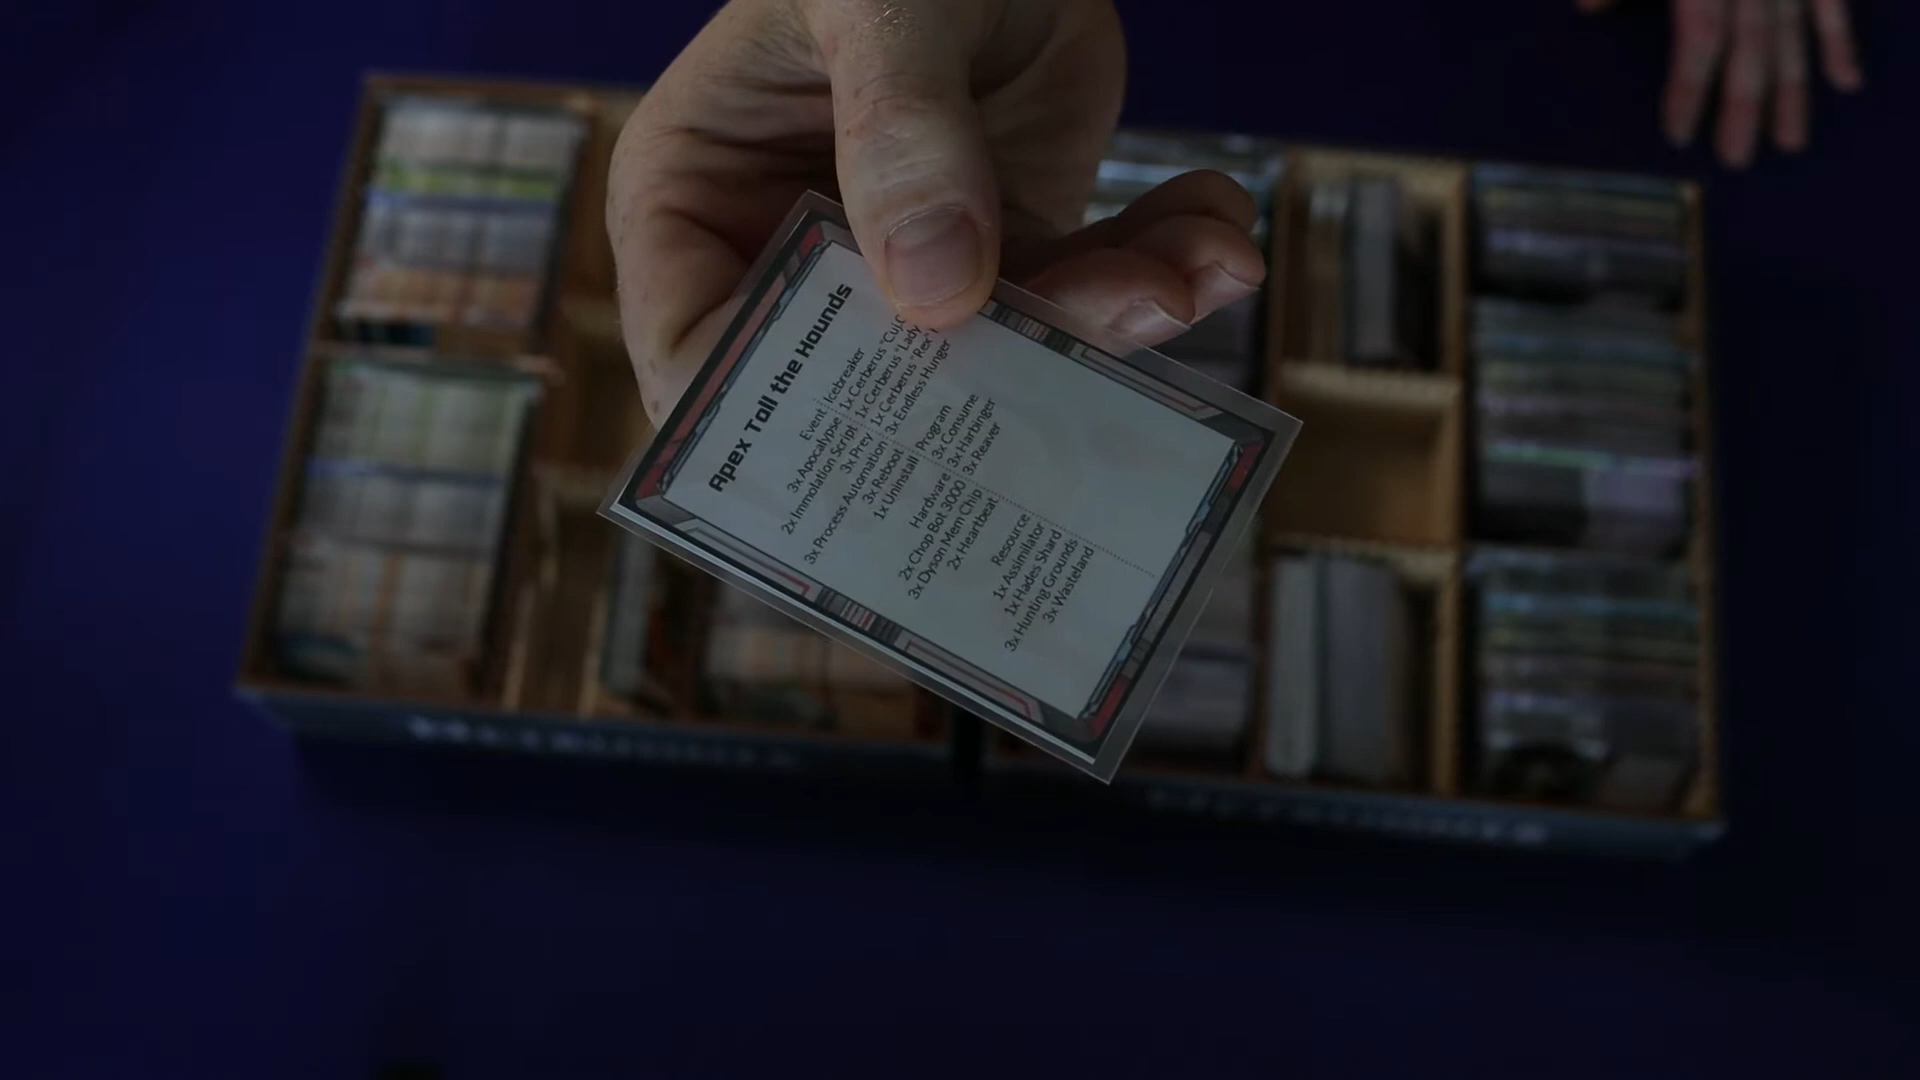 Apex Toll the Hounds
Event
3x Apocalypse
2x Immolation Script
3x Prey
3x Process Automation
3x Reboot
1x Uninstall
Hardware
2x Chop Bot 3000
3x Dyson Mem Chip
2x Heartbeat
Resource
1x Assimilator
1x Hades Shard
3x Hunting Grounds
3x Wasteland
Icebreaker
1x Cerberus "Cuj.0
1x Cerberus "Lady
1x Cerberus "Rex"
3x Endless Hunger
Program
3x Consume
3x Harbinger
3x Reaver